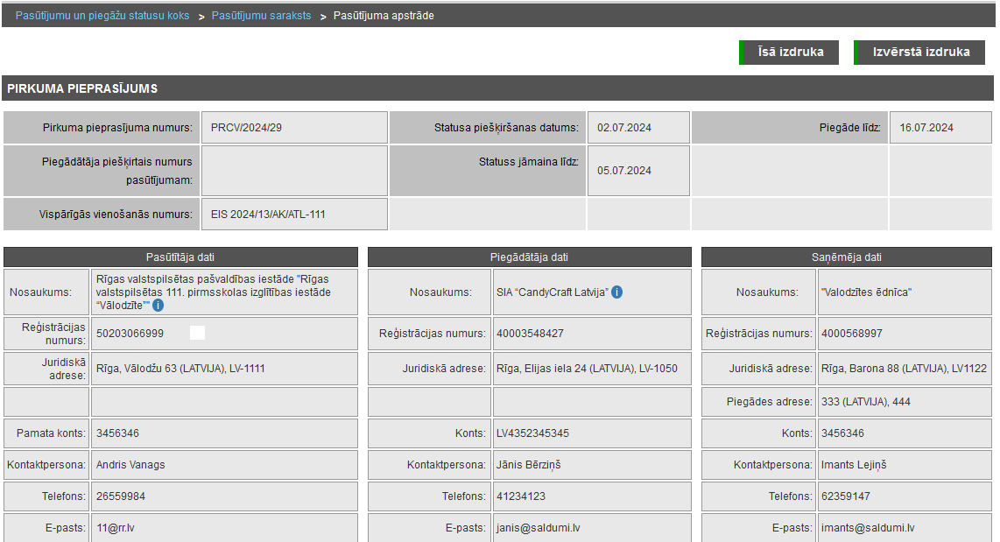 Pasūtījumu un piegāžu statusu koks > Pasūtījumu saraksts > Pasūtījuma apstrāde
Īsā izdruka Izvērstā izdruka
PIRKUMA PIEPRASĪJUMS
Pirkuma pieprasījuma numurs: PRCV/2024/29 Statusa piešķiršanas datums: 02.07.2024 Piegāde līdz: 16.07.2024
Piegādātāja piešķirtais numurs
pasūtījumam:
Statuss jāmaina līdz: 05.07.2024
Vispārīgās vienošanās numurs: EIS 2024/13/AK/ATL-111
Pasūtītāja dati
Nosaukums: Rīgas valstspilsētas pašvaldības iestāde "Rīgas
valstspilsētas 111. pirmsskolas izglītības iestāde
“Vālodzīte”"
Reģistrācijas
numurs: 50203066999
Juridiskā
adrese: Rīga, Vālodžu 63 (LATVIJA), LV-1111
Pamata konts: 3456346
Kontaktpersona: Andris Vanags
Telefons: 26559984
E-pasts: 11@rr.lv
Piegādātāja dati
Nosaukums: SIA “CandyCraft Latvija”
Reģistrācijas numurs: 40003548427
Juridiskā adrese: Rīga, Elijas iela 24 (LATVIJA), LV-1050
Konts: LV4352345345
Kontaktpersona: Jānis Bērziņš
Telefons: 41234123
E-pasts: janis@saldumi.lv
Saņēmēja dati
Nosaukums: "Valodzītes ēdnīca"
Reģistrācijas numurs: 4000568997
Juridiskā adrese: Rīga, Barona 88 (LATVIJA), LV1122
Piegādes adrese: 333 (LATVIJA), 444
Konts: 3456346
Kontaktpersona: Imants Lejiņš
Telefons: 62359147
E-pasts: imants@saldumi.lv